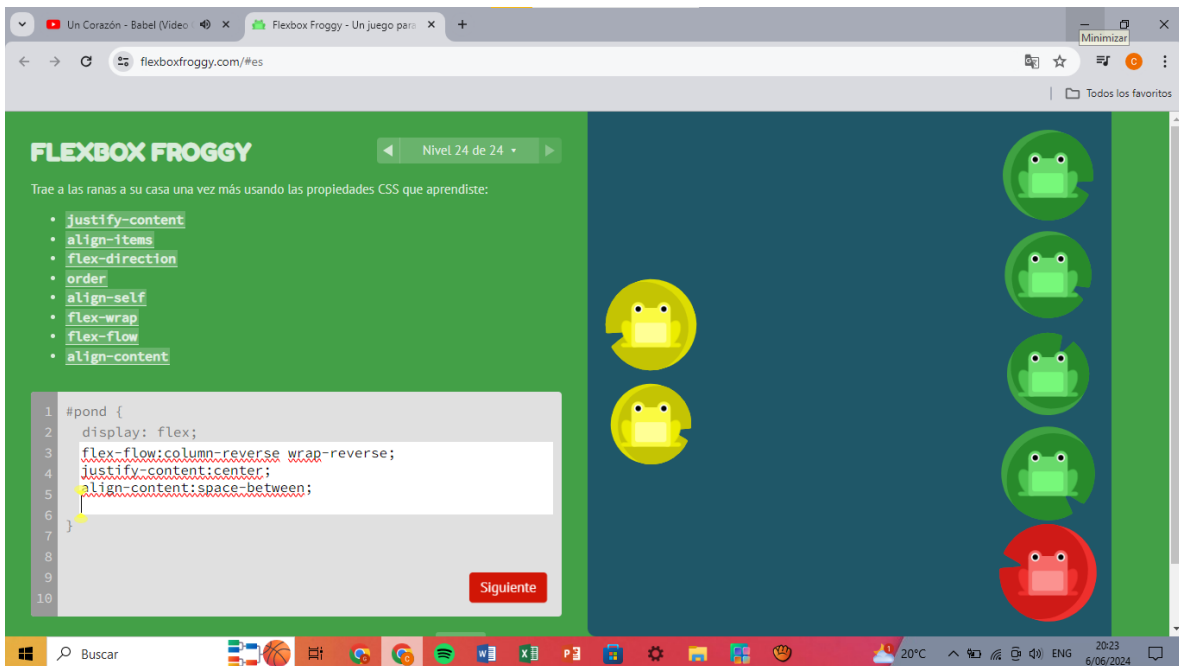 Un Corazón - Babel (Video
Flexbox Froggy - Un juego para
Minimizar
flexboxfroggy.com/#es
C
Todos los favoritos
FLEXBOX FROGGY
Nivel 24 de 24
Trae a las ranas a su casa una vez más usando las propiedades CSS que aprendiste:
• justify-content
• align-items
• flex-direction
• order
• align-self
• flex-wrap
• flex-flow
• align-content
1 #pond {
2 display: flex;
3 flex-flow:column-reverse wrap-reverse;
4 justify-content:center;
5 align-content:space-between;
6
7 }
8
9
10
Siguiente
Buscar
20°C
ENG
20:23
6/06/2024